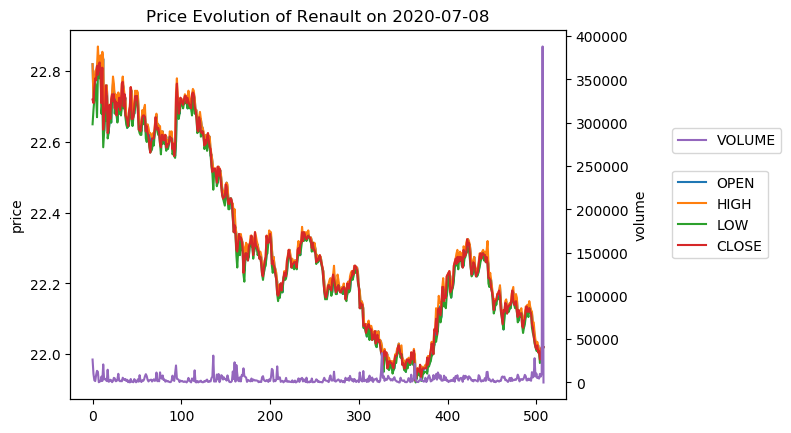 Price Evolution of Renault on 2020-07-08
price
22.8
22.6
22.4
22.2
22.0
0
100
200
300
400
500
400000
350000
300000
250000
200000
150000
100000
50000
0
volume
VOLUME
OPEN
HIGH
LOW
CLOSE